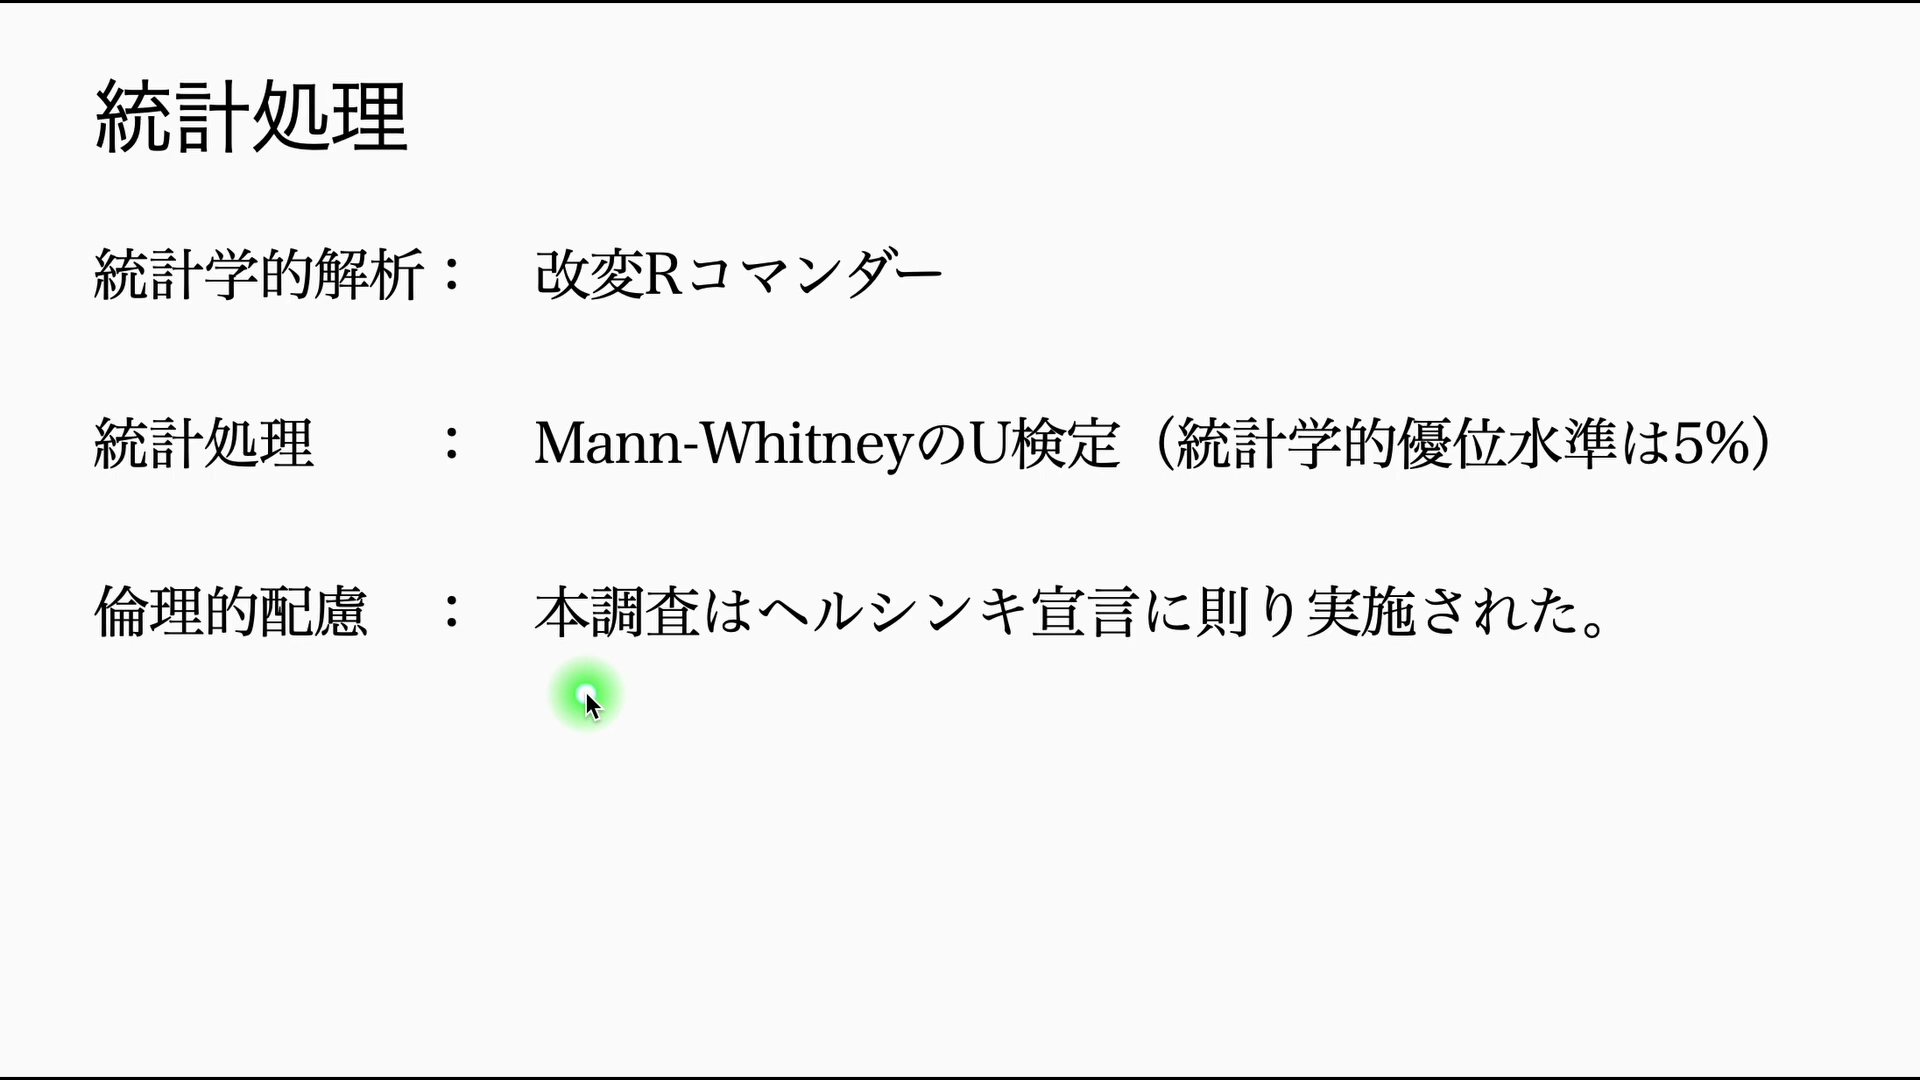 統計処理
統計学的解析： 改変Rコマンダー
統計処理　　： Mann-WhitneyのU検定（統計学的優位水準は5%）
倫理的配慮　： 本調査はヘルシンキ宣言に則り実施された。